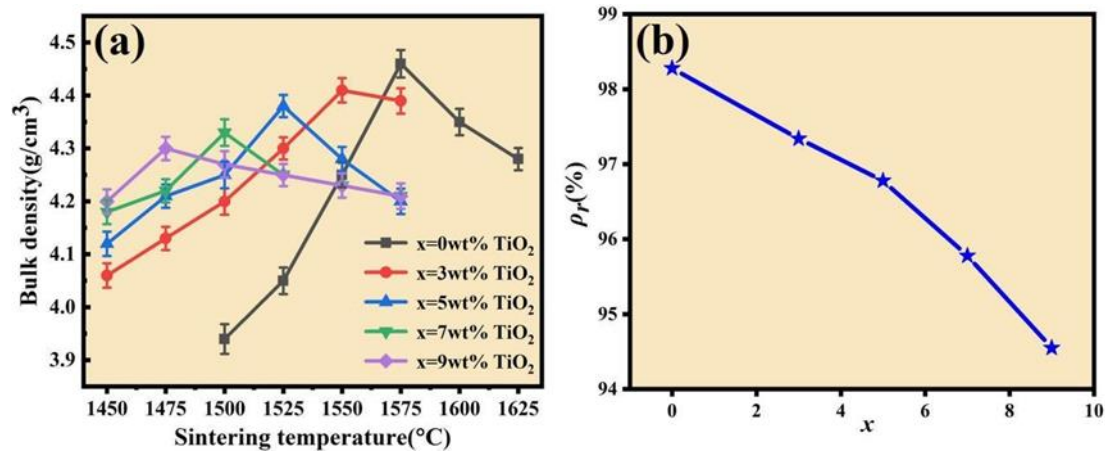 (a)
Bulk density(g/cm³)
4.5
4.4
4.3
4.2
4.1
4.0
3.9
x=0wt% TiO₂
x=3wt% TiO₂
x=5wt% TiO₂
x=7wt% TiO₂
x=9wt% TiO₂
1450 1475 1500 1525 1550 1575 1600 1625
Sintering temperature(°C)
(b)
ρr(%)
99
98
97
96
95
94
0 2 4 6 8 10
x